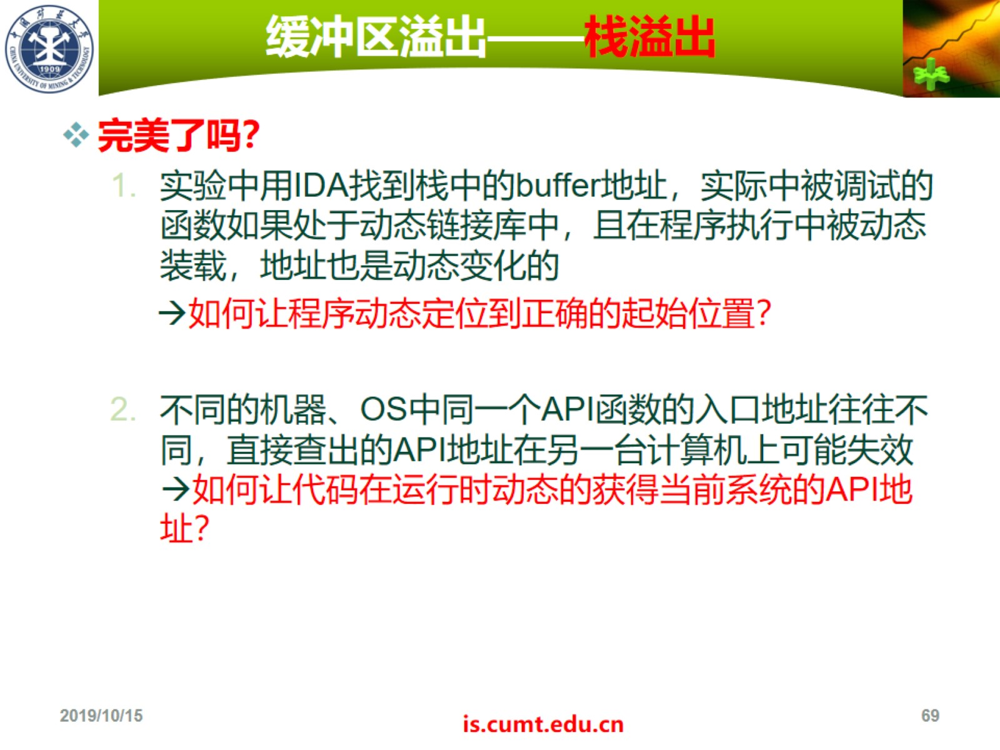 缓冲区溢出——栈溢出
中国矿业大学
CHINA UNIVERSITY OF MINING & TECHNOLOGY
1909
完美了吗？
1. 实验中用IDA找到栈中的buffer地址，实际中被调试的
函数如果处于动态链接库中，且在程序执行中被动态
装载，地址也是动态变化的
→如何让程序动态定位到正确的起始位置？
2. 不同的机器、OS中同一个API函数的入口地址往往不
同，直接查出的API地址在另一台计算机上可能失效
→如何让代码在运行时动态的获得当前系统的API地
址？
2019/10/15
is.cumt.edu.cn
69